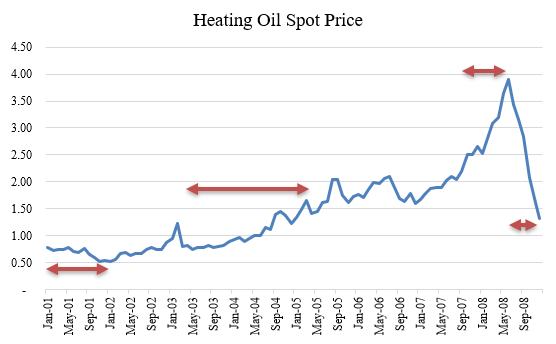 Heating Oil Spot Price
4.50
4.00
3.50
3.00
2.50
2.00
1.50
1.00
0.50
-
Jan-01
May-01
Sep-01
Jan-02
May-02
Sep-02
Jan-03
May-03
Sep-03
Jan-04
May-04
Sep-04
Jan-05
May-05
Sep-05
Jan-06
May-06
Sep-06
Jan-07
May-07
Sep-07
Jan-08
May-08
Sep-08